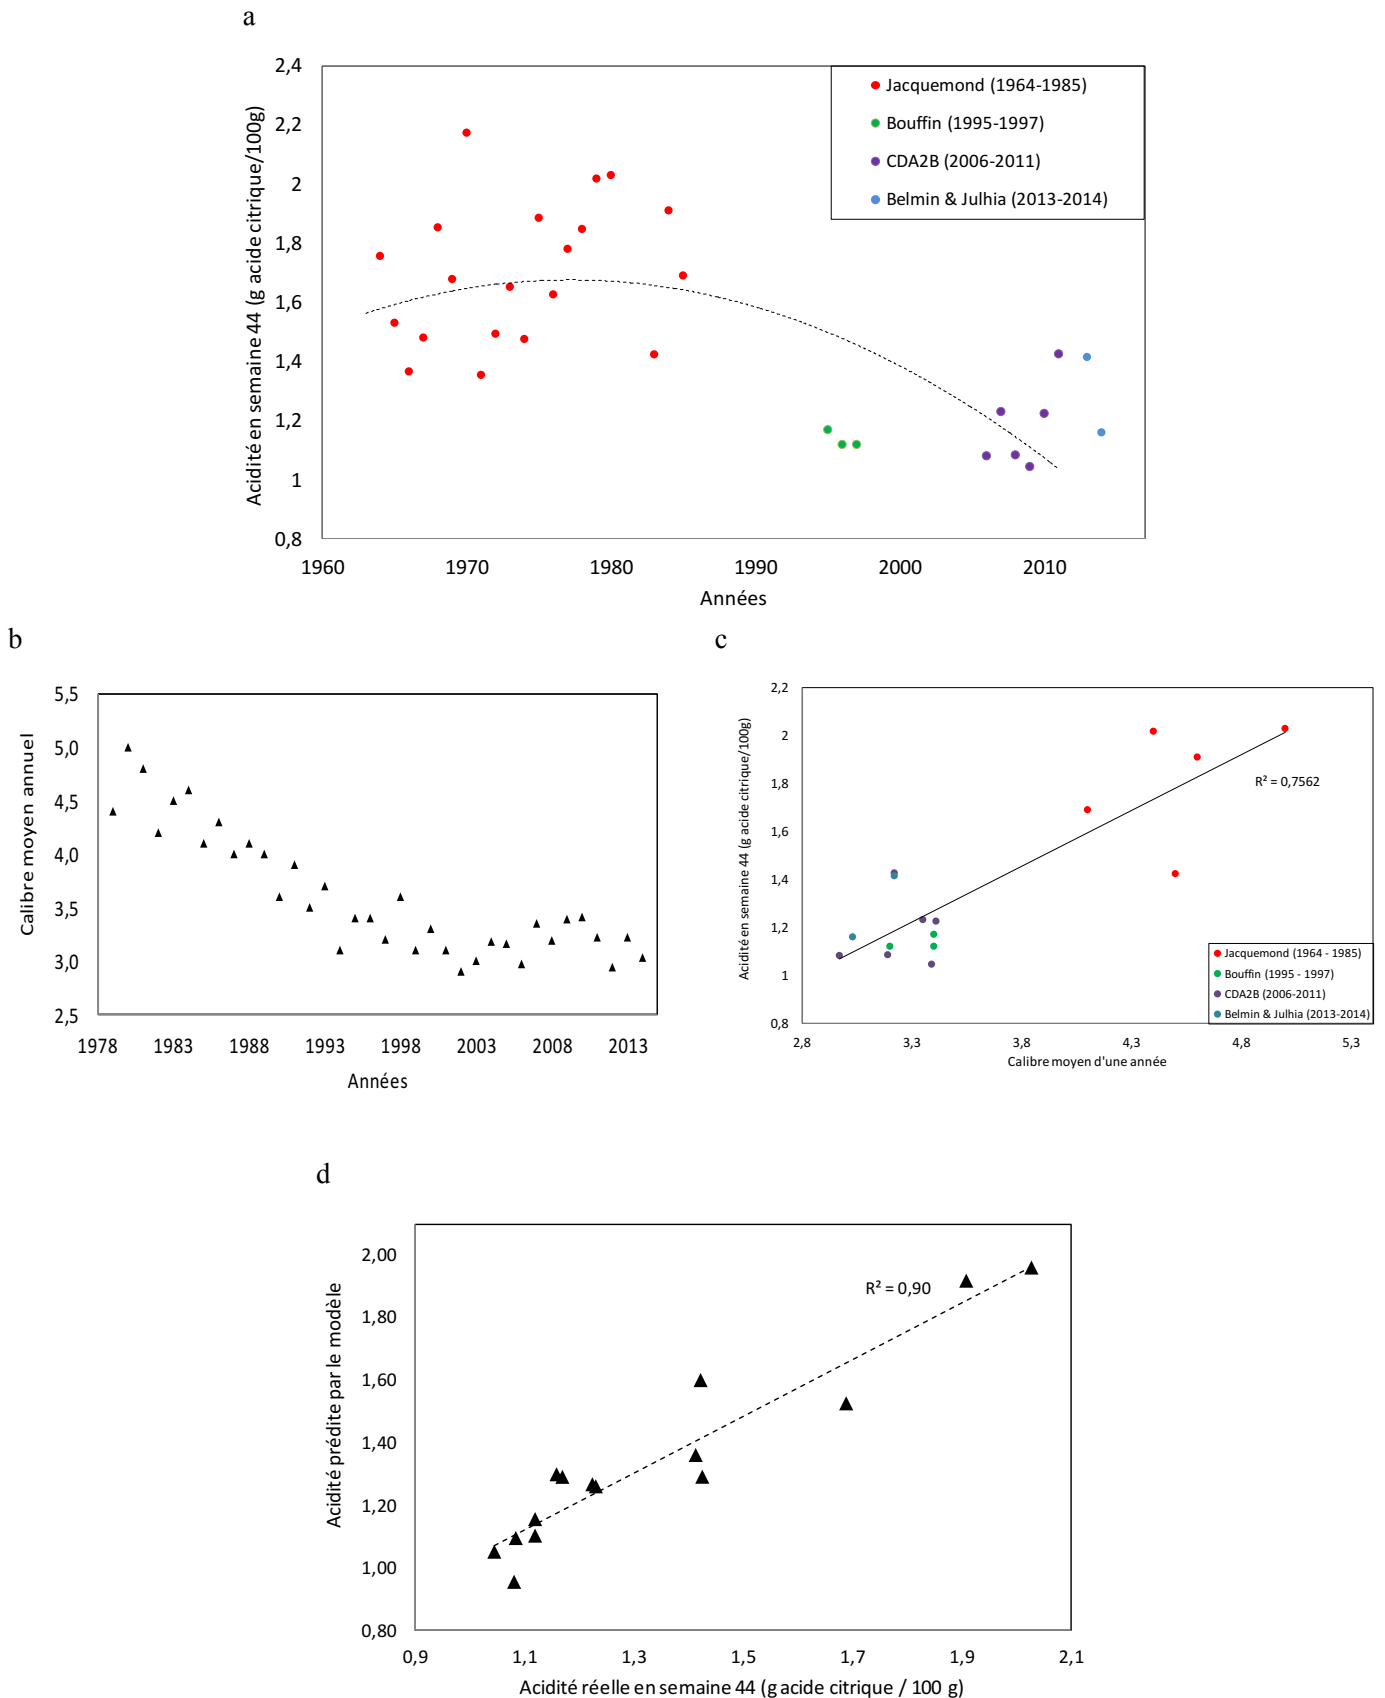 a
Acidité en semaine 44 (g acide citrique/100g)
2,4
2,2
2
1,8
1,6
1,4
1,2
1
0,8
Jacquemond (1964-1985)
Bouffin (1995-1997)
CDA2B (2006-2011)
Belmin & Julhia (2013-2014)
1960 1970 1980 1990 2000 2010
Années
b
Calibre moyen annuel
5,5
5,0
4,5
4,0
3,5
3,0
2,5
1978 1983 1988 1993 1998 2003 2008 2013
Années
c
Acidité en semaine 44 (g acide citrique/100g)
2,2
2
1,8
1,6
1,4
1,2
1
0,8
R² = 0,7562
Jacquemond (1964 - 1985)
Bouffin (1995 - 1997)
CDA2B (2006-2011)
Belmin & Julhia (2013-2014)
2,8 3,3 3,8 4,3 4,8 5,3
Calibre moyen d'une année
d
Acidité prédite par le modèle
2,00
1,80
1,60
1,40
1,20
1,00
0,80
R² = 0,90
0,9 1,1 1,3 1,5 1,7 1,9 2,1
Acidité réelle en semaine 44 (g acide citrique / 100 g)